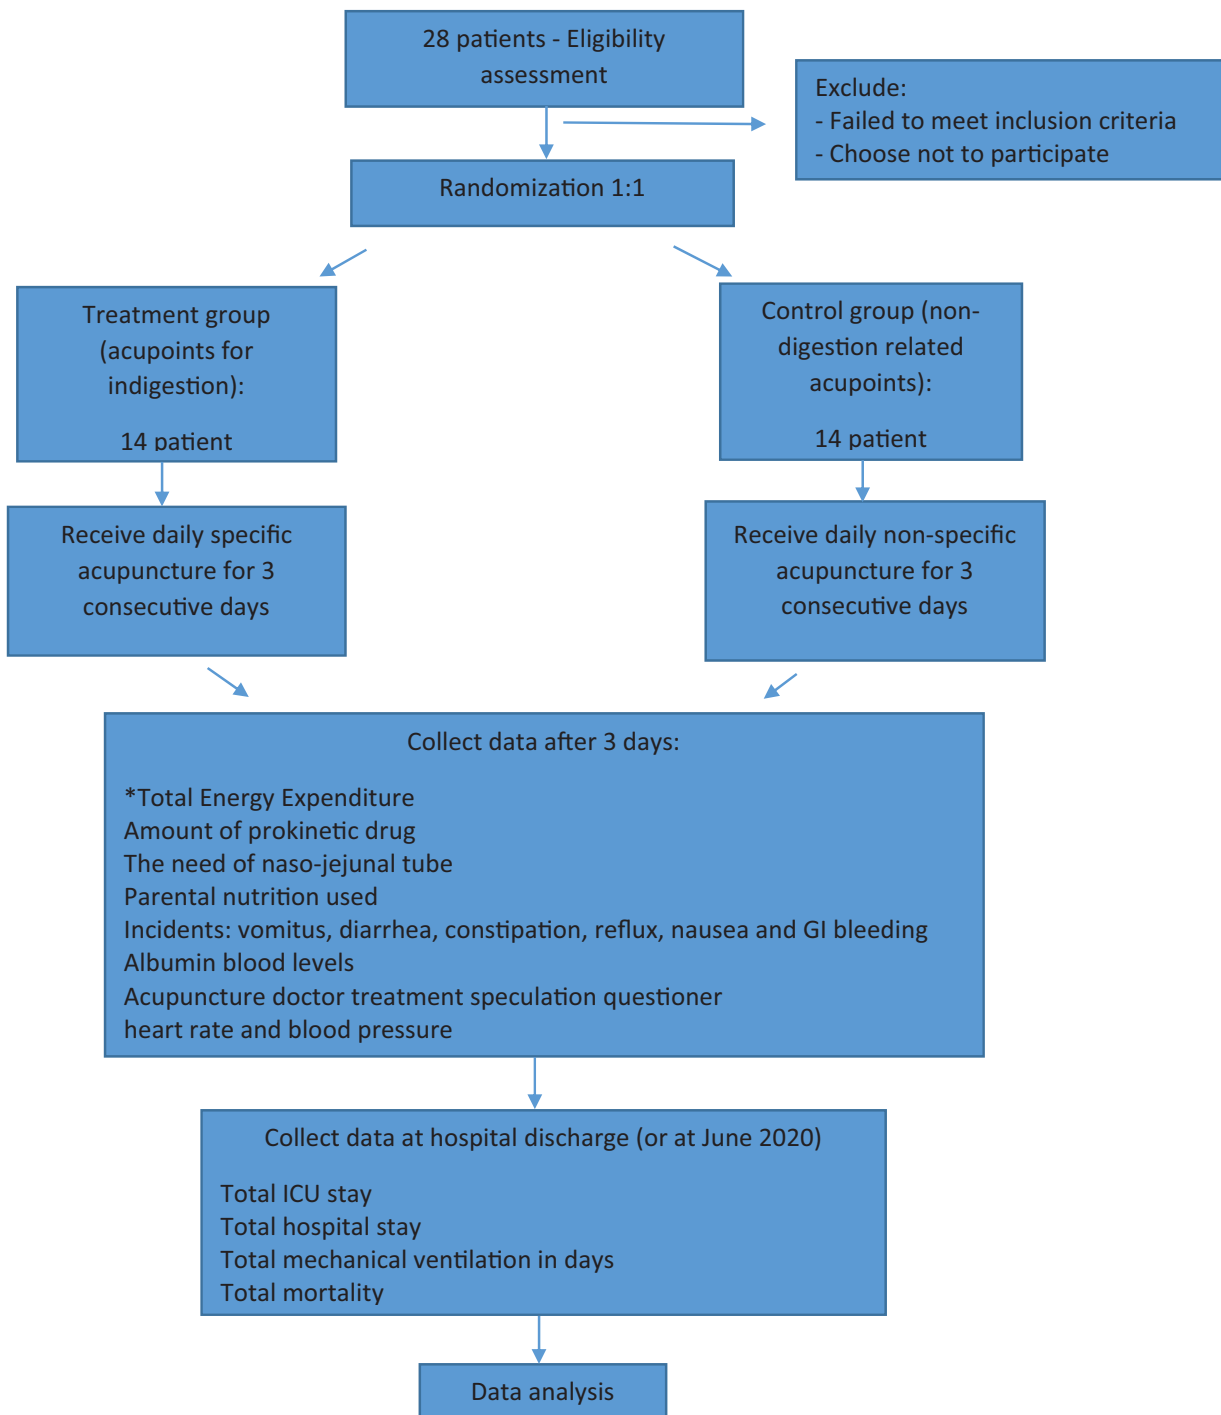 28 patients - Eligibility
assessment
Exclude:
- Failed to meet inclusion criteria
- Choose not to participate
Randomization 1:1
Treatment group
(acupoints for
indigestion):
14 patient
Control group (non-
digestion related
acupoints):
14 patient
Receive daily specific
acupuncture for 3
consecutive days
Receive daily non-specific
acupuncture for 3
consecutive days
Collect data after 3 days:
*Total Energy Expenditure
Amount of prokinetic drug
The need of naso-jejunal tube
Parental nutrition used
Incidents: vomitus, diarrhea, constipation, reflux, nausea and GI bleeding
Albumin blood levels
Acupuncture doctor treatment speculation questioner
heart rate and blood pressure
Collect data at hospital discharge (or at June 2020)
Total ICU stay
Total hospital stay
Total mechanical ventilation in days
Total mortality
Data analysis